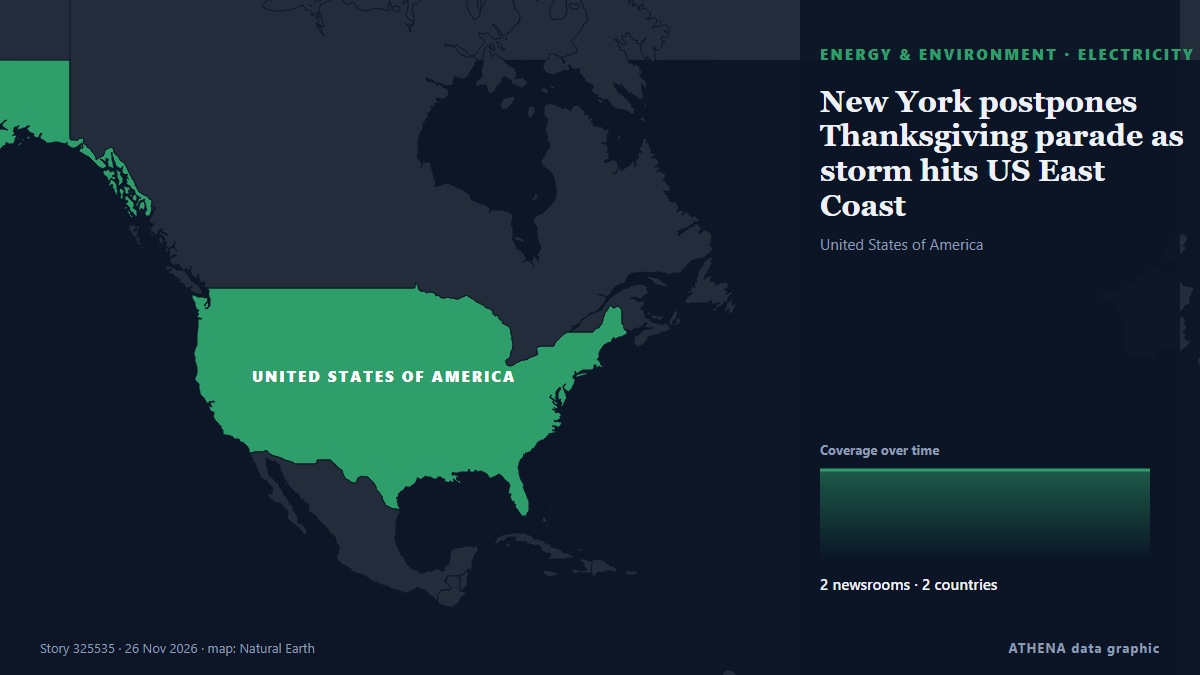 ENERGY & ENVIRONMENT · ELECTRICITY
New York postpones
Thanksgiving parade as
storm hits US East
Coast
United States of America
UNITED STATES OF AMERICA
Coverage over time
2 newsrooms · 2 countries
Story 325535 · 26 Nov 2026 · map: Natural Earth
ATHENA data graphic